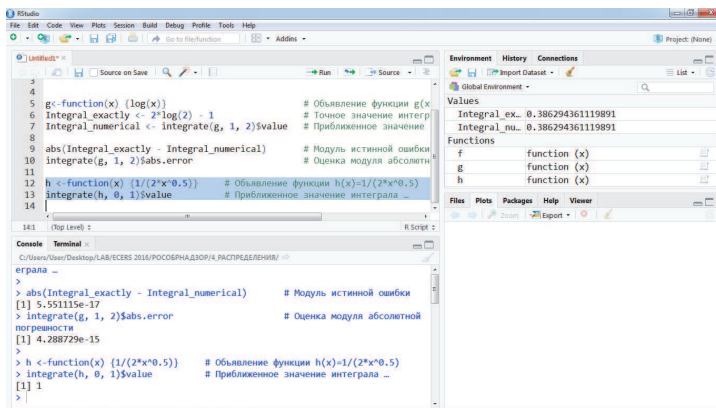 RStudio
File Edit Code View Plots Session Build Debug Profile Tools Help
Go to file/function Addins Project: (None)
Untitled1*
Source on Save Run Source
3
4
5 g<-function(x) {log(x)} # Объявление функции g(x
6 Integral_exactly <- 2*log(2) - 1 # Точное значение интегр
7 Integral_numerical <- integrate(g, 1, 2)$value # Приближенное значение
8
9 abs(Integral_exactly - Integral_numerical) # Модуль истинной ошибки
10 integrate(g, 1, 2)$abs.error # Оценка модуля абсолютн
11
12 h <-function(x) {1/(2*x^0.5)} # Объявление функции h(x)=1/(2*x^0.5)
13 integrate(h, 0, 1)$value # Приближенное значение интеграла …
14
14:1 (Top Level) R Script
Console Terminal
C:/Users/User/Desktop/LAB/ECERS 2016/РОСОБРНАДЗОР/4_РАСПРЕДЕЛЕНИЯ/
еграла …
>
> abs(Integral_exactly - Integral_numerical) # Модуль истинной ошибки
[1] 5.551115e-17
> integrate(g, 1, 2)$abs.error # Оценка модуля абсолютной
погрешности
[1] 4.288729e-15
>
> h <-function(x) {1/(2*x^0.5)} # Объявление функции h(x)=1/(2*x^0.5)
> integrate(h, 0, 1)$value # Приближенное значение интеграла …
[1] 1
>
Environment History Connections
Import Dataset List
Global Environment
Values
Integral_ex… 0.386294361119891
Integral_nu… 0.386294361119891
Functions
f function (x)
g function (x)
h function (x)
Files Plots Packages Help Viewer
Zoom Export